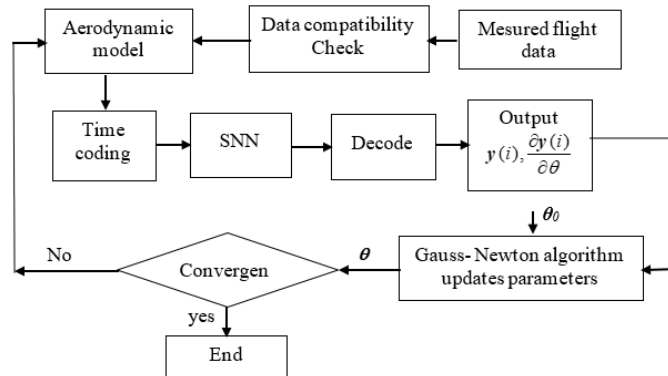 Aerodynamic
model
Data compatibility
Check
Mesured flight
data
Time
coding
SNN
Decode
Output
y(i), ∂y(i)/∂θ
θ0
Gauss- Newton algorithm
updates parameters
θ
Convergen
No
yes
End